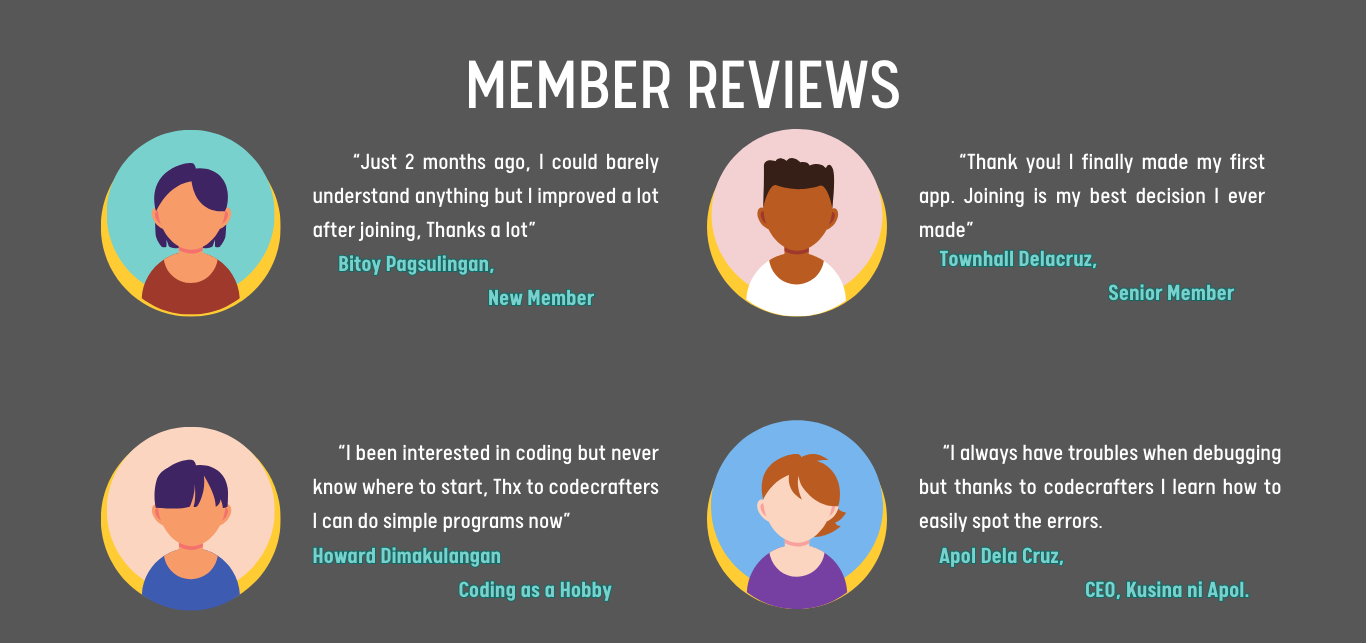 MEMBER REVIEWS
“Just 2 months ago, I could barely
understand anything but I improved a lot
after joining, Thanks a lot”
Bitoy Pagsulingan,
New Member
“Thank you! I finally made my first
app. Joining is my best decision I ever
made”
Townhall Delacruz,
Senior Member
“I been interested in coding but never
know where to start, Thx to codecrafters
I can do simple programs now”
Howard Dimakulangan
Coding as a Hobby
“I always have troubles when debugging
but thanks to codecrafters I learn how to
easily spot the errors.
Apol Dela Cruz,
CEO, Kusina ni Apol.